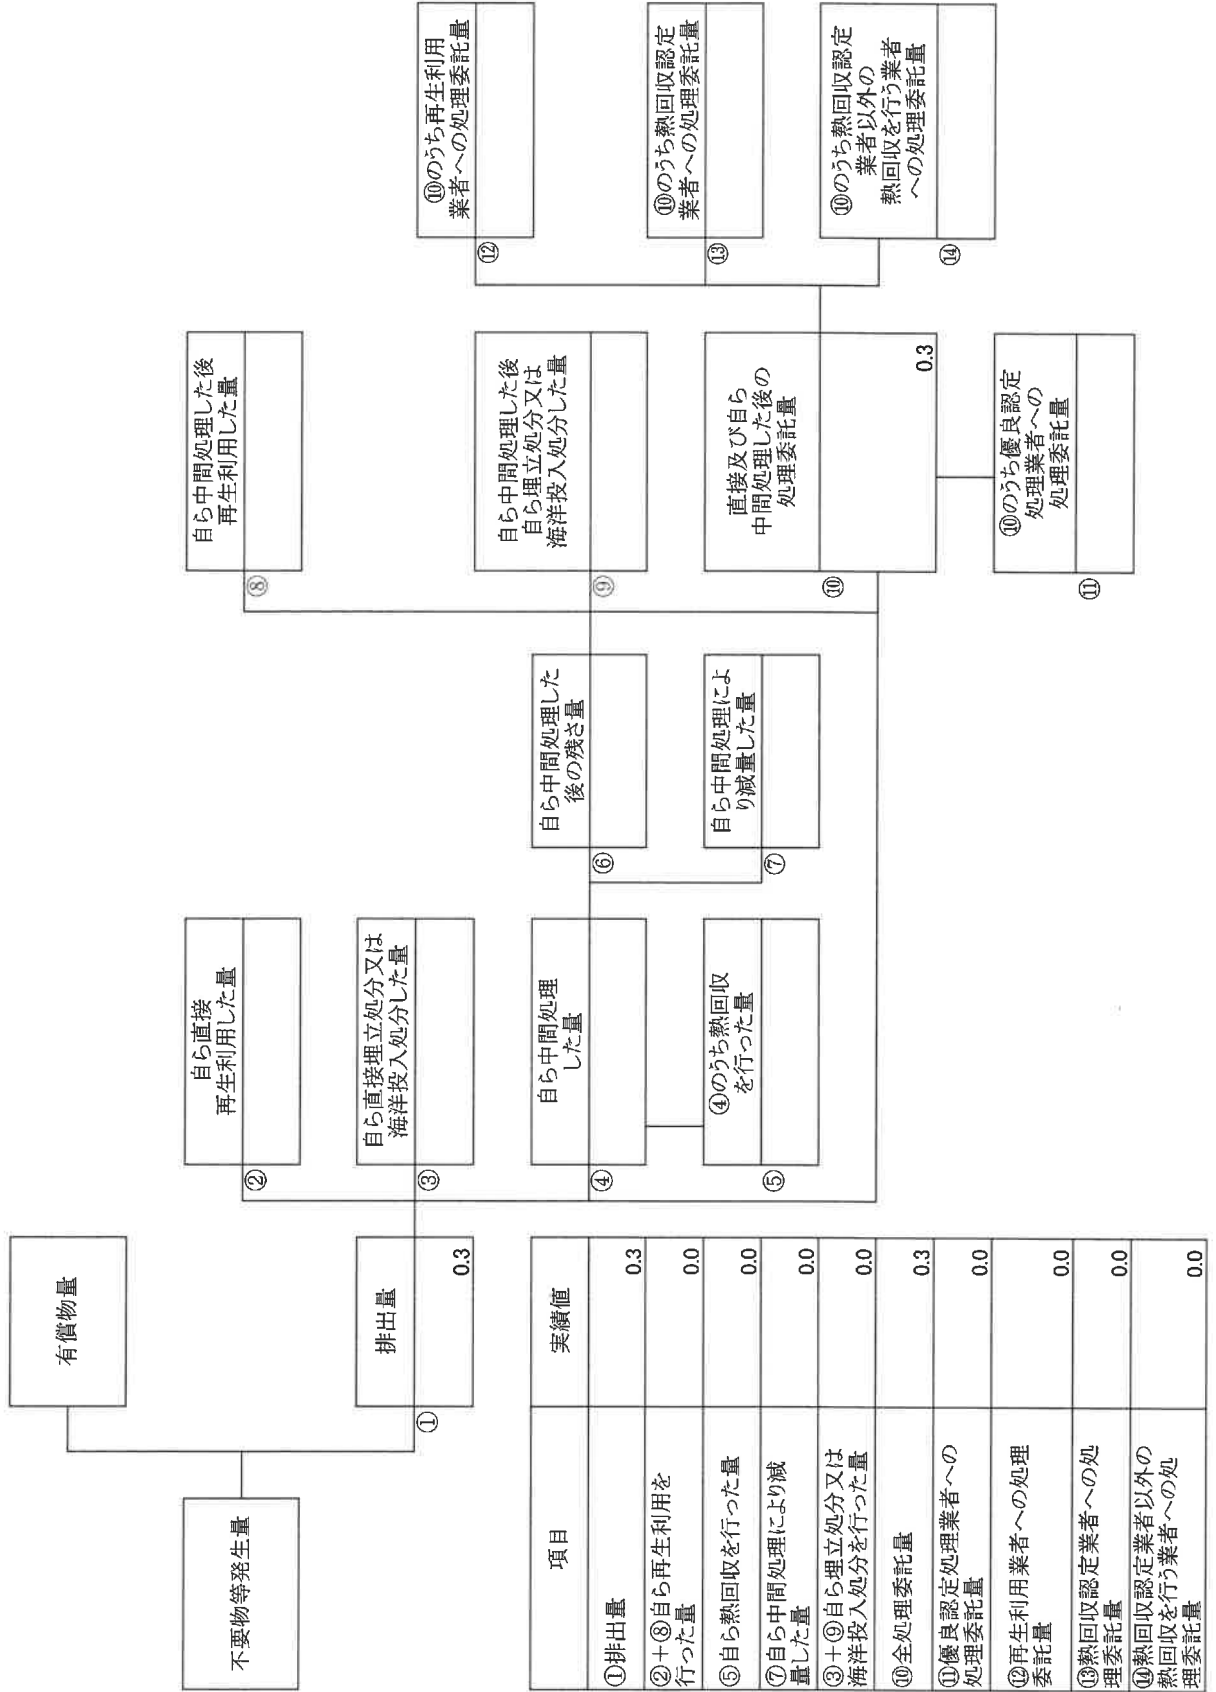 不要物等発生量
有償物量
①
排出量
0.3
②
自ら直接
再生利用した量
③
自ら直接埋立処分又は
海洋投入処分した量
④
自ら中間処理
した量
⑤
④のうち熱回収
を行った量
⑥
自ら中間処理した
後の残さ量
⑦
自ら中間処理によ
り減量した量
⑧
自ら中間処理した後
再生利用した量
⑨
自ら中間処理した後
自ら埋立処分又は
海洋投入処分した量
⑩
直接及び自ら
中間処理した後の
処理委託量
0.3
⑪
⑩のうち優良認定
処理業者への
処理委託量
⑫
⑩のうち再生利用
業者への処理委託量
⑬
⑩のうち熱回収認定
業者への処理委託量
⑭
⑩のうち熱回収認定
業者以外の
熱回収を行う業者
への処理委託量
項目 実績値
①排出量 0.3
②+⑧自ら再生利用を
行った量 0.0
⑤自ら熱回収を行った量 0.0
⑦自ら中間処理により減
量した量 0.0
③+⑨自ら埋立処分又は
海洋投入処分を行った量 0.0
⑩全処理委託量 0.3
⑪優良認定処理業者への
処理委託量 0.0
⑫再生利用業者への処理
委託量 0.0
⑬熱回収認定業者への処
理委託量 0.0
⑭熱回収認定業者以外の
熱回収を行う業者への処
理委託量 0.0